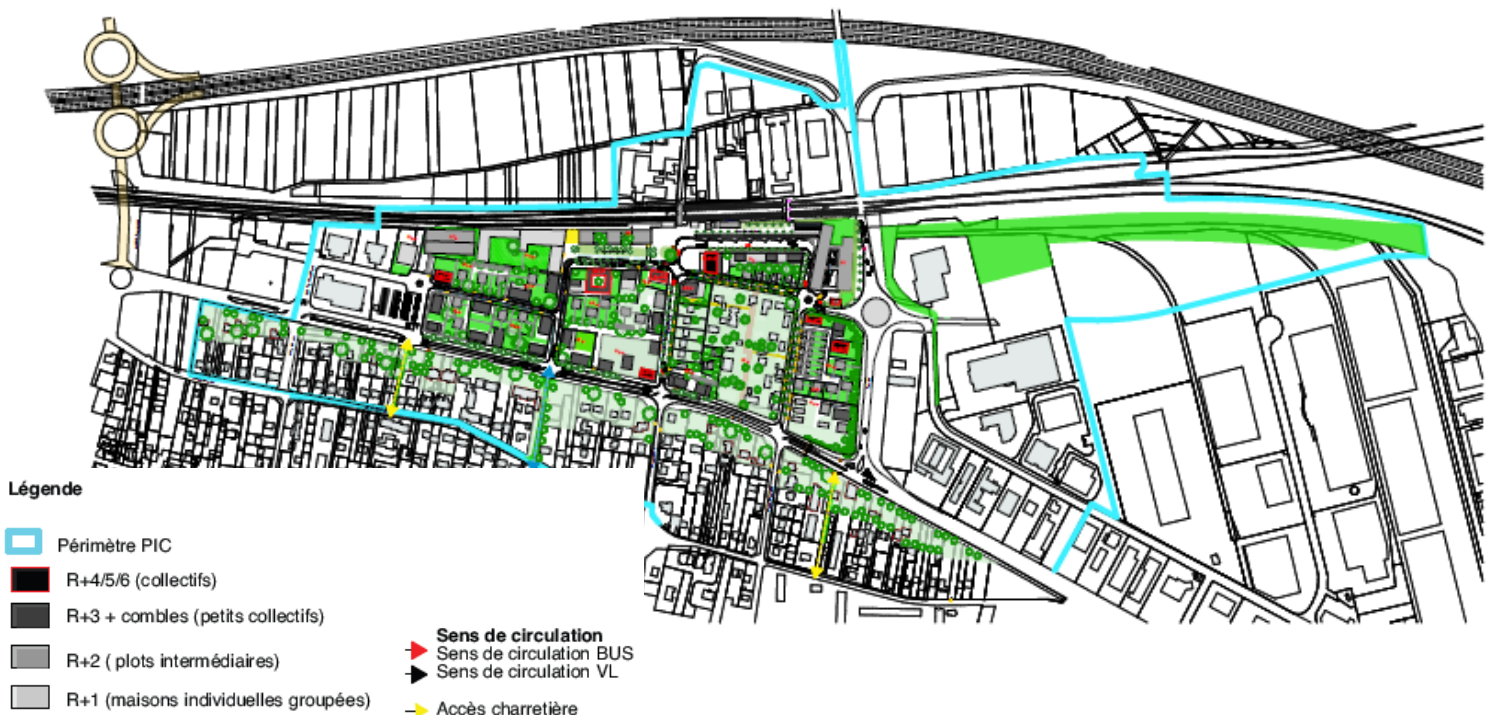 Légende
Périmètre PIC
R+4/5/6 (collectifs)
R+3 + combles (petits collectifs)
R+2 ( plots intermédiaires)
R+1 (maisons individuelles groupées)
Sens de circulation
Sens de circulation BUS
Sens de circulation VL
Accès charretière